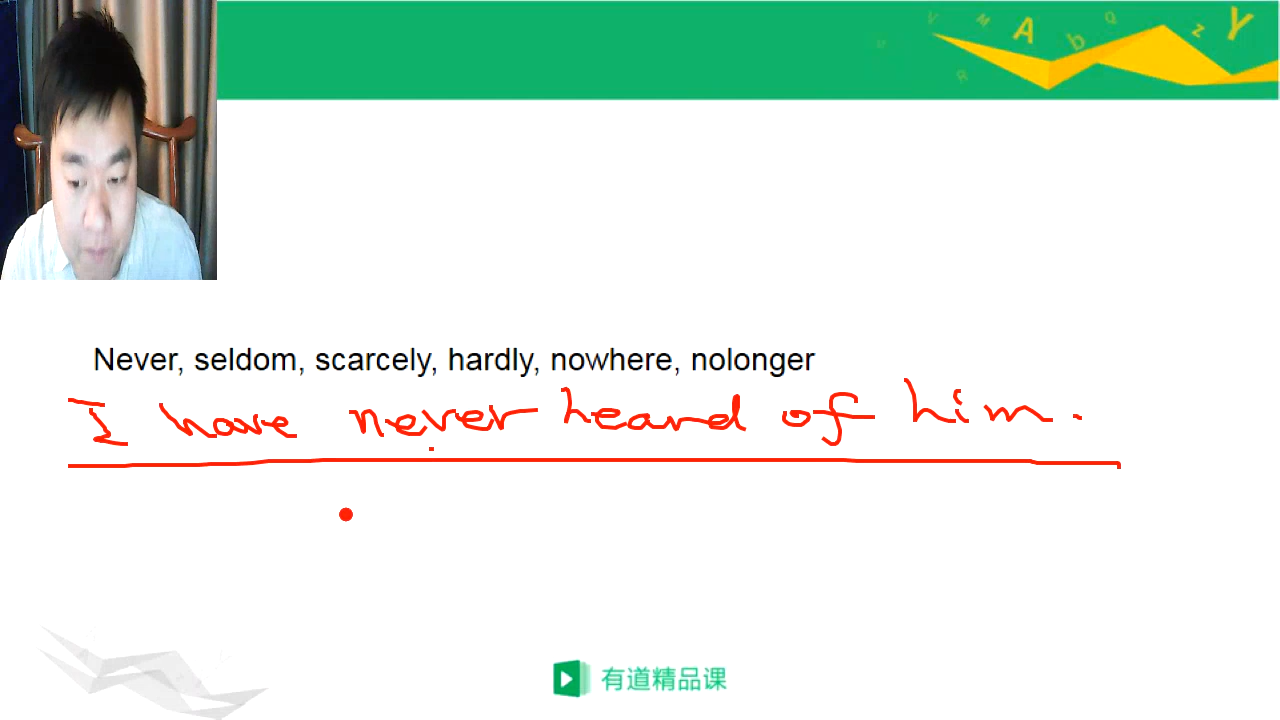 Never, seldom, scarcely, hardly, nowhere, nolonger
I have never heard of him.
有道精品课